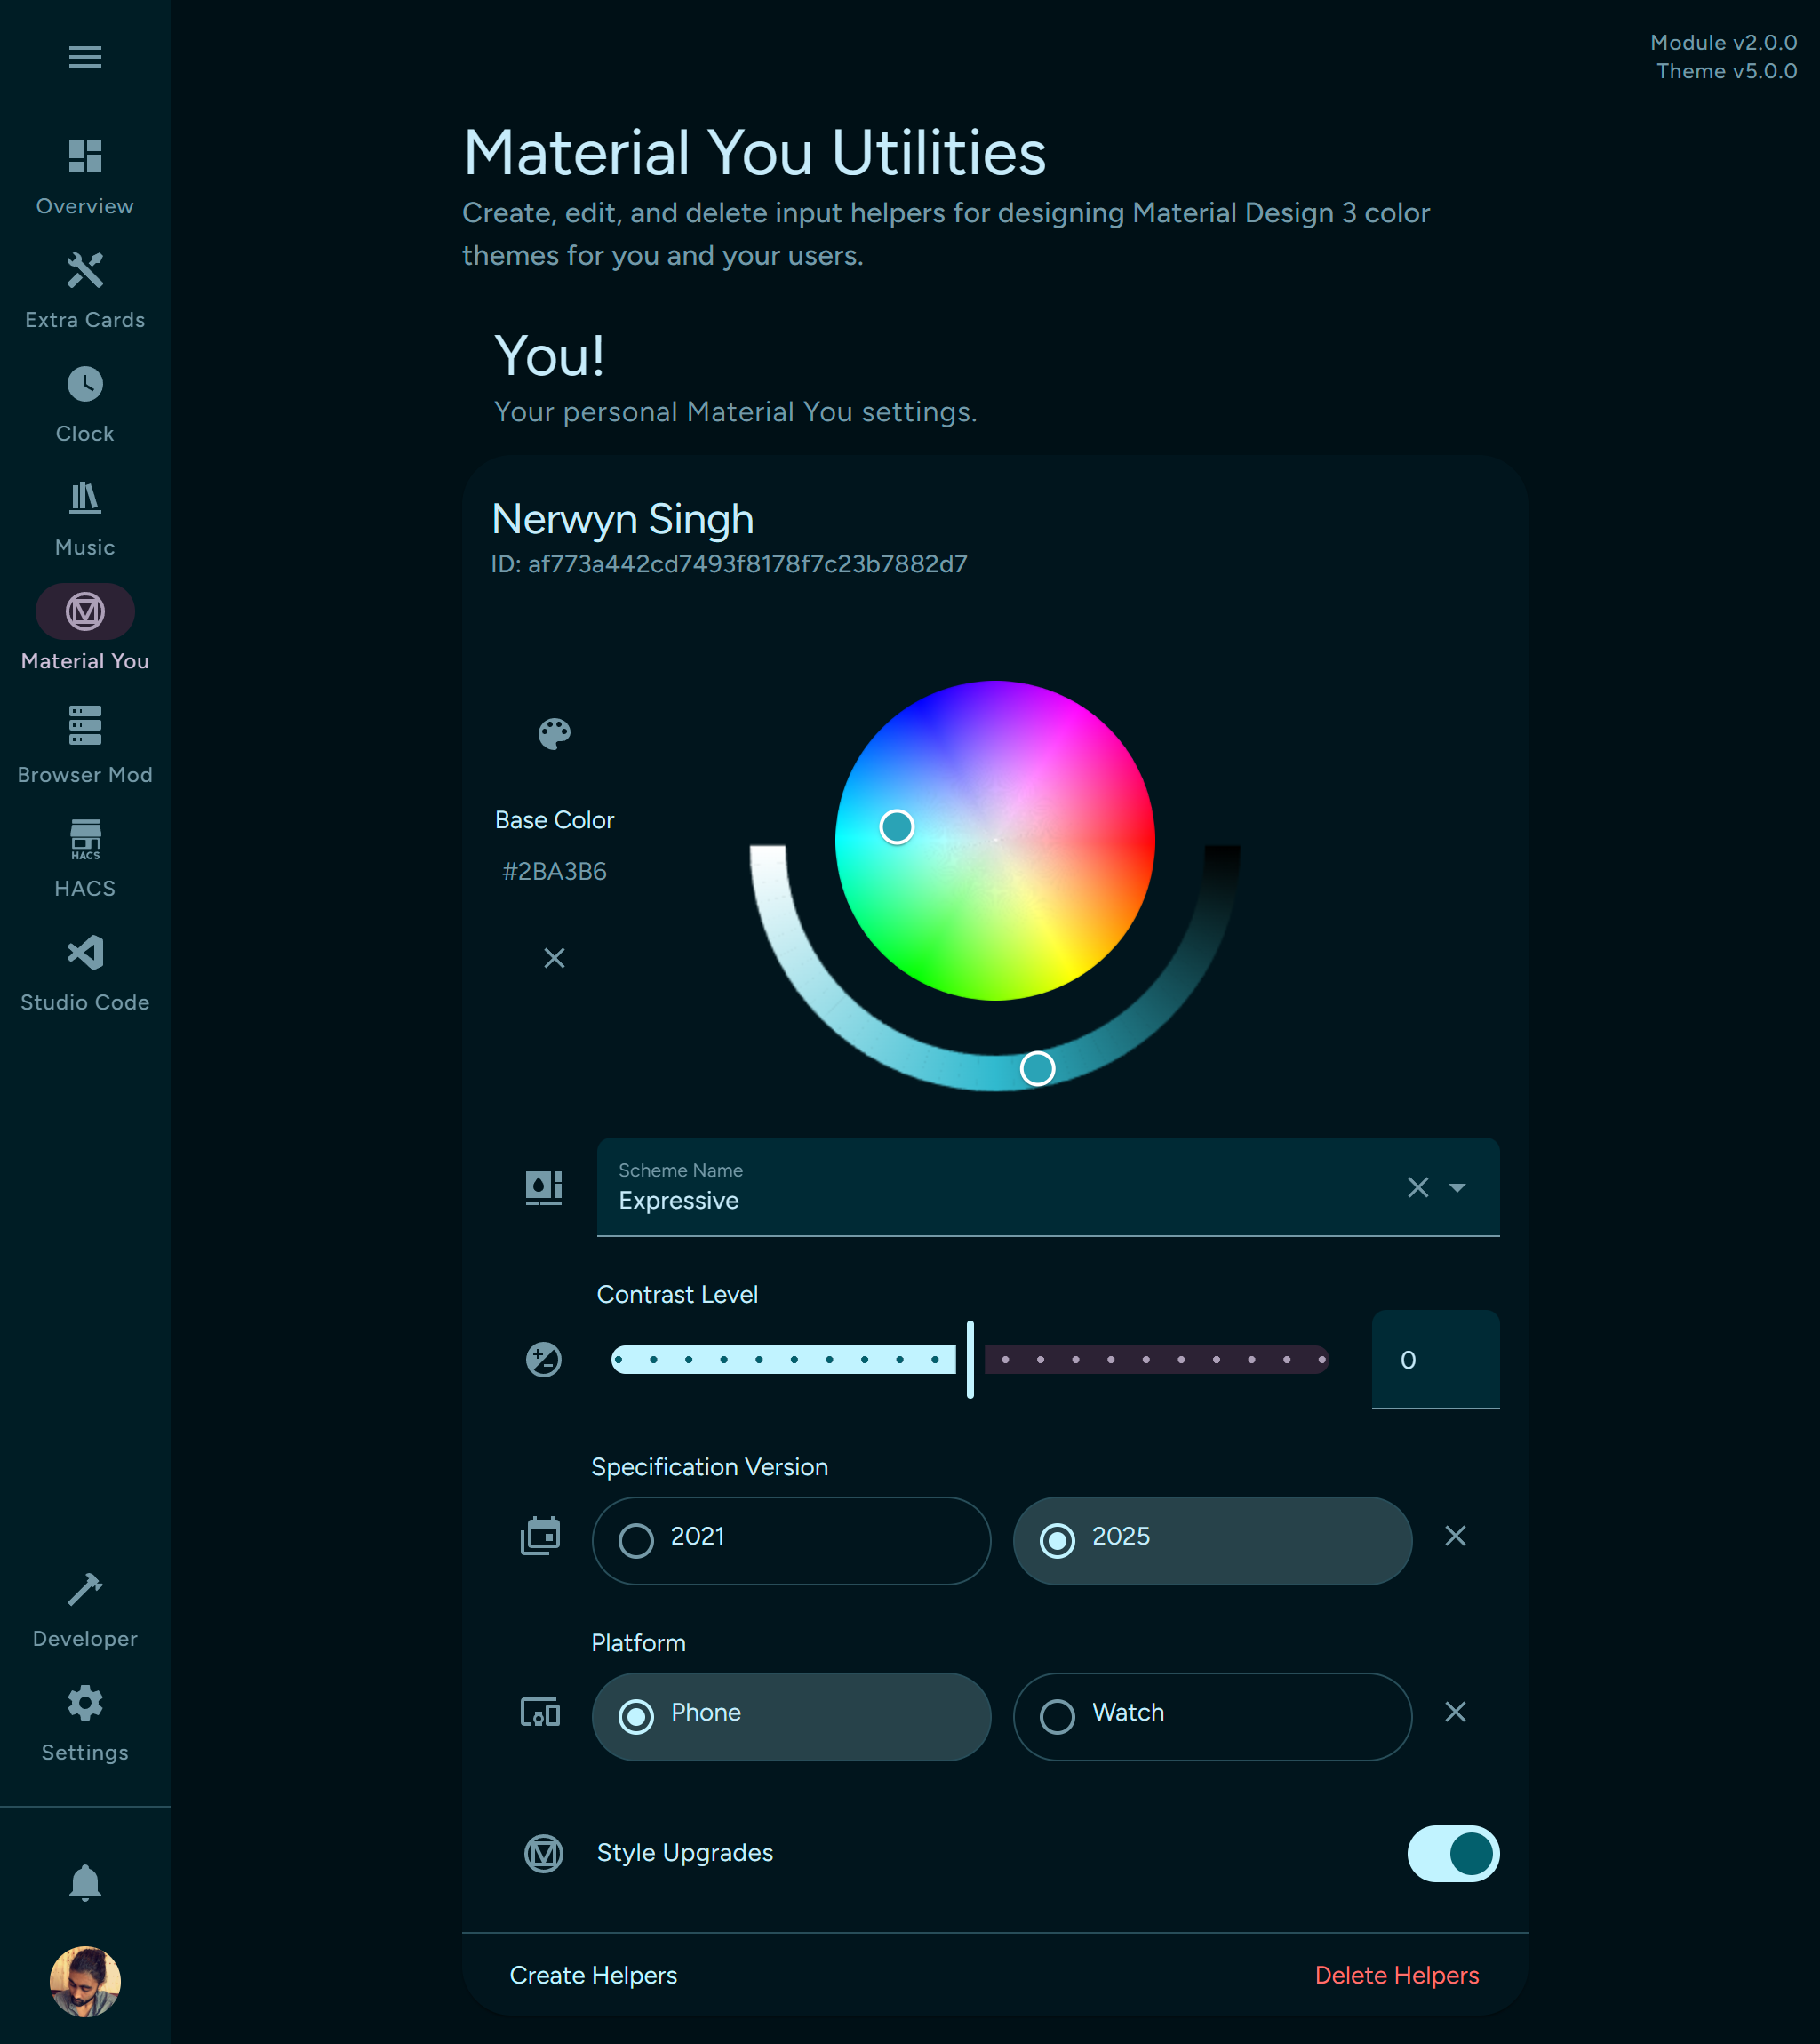 Module v2.0.0
Theme v5.0.0
Overview
Extra Cards
Clock
Music
Material You
Browser Mod
HACS
HACS
Studio Code
Developer
Settings
Material You Utilities
Create, edit, and delete input helpers for designing Material Design 3 color
themes for you and your users.
You!
Your personal Material You settings.
Nerwyn Singh
ID: af773a442cd7493f8178f7c23b7882d7
Base Color
#2BA3B6
Scheme Name
Expressive
Contrast Level
0
Specification Version
2021
2025
Platform
Phone
Watch
Style Upgrades
Create Helpers
Delete Helpers